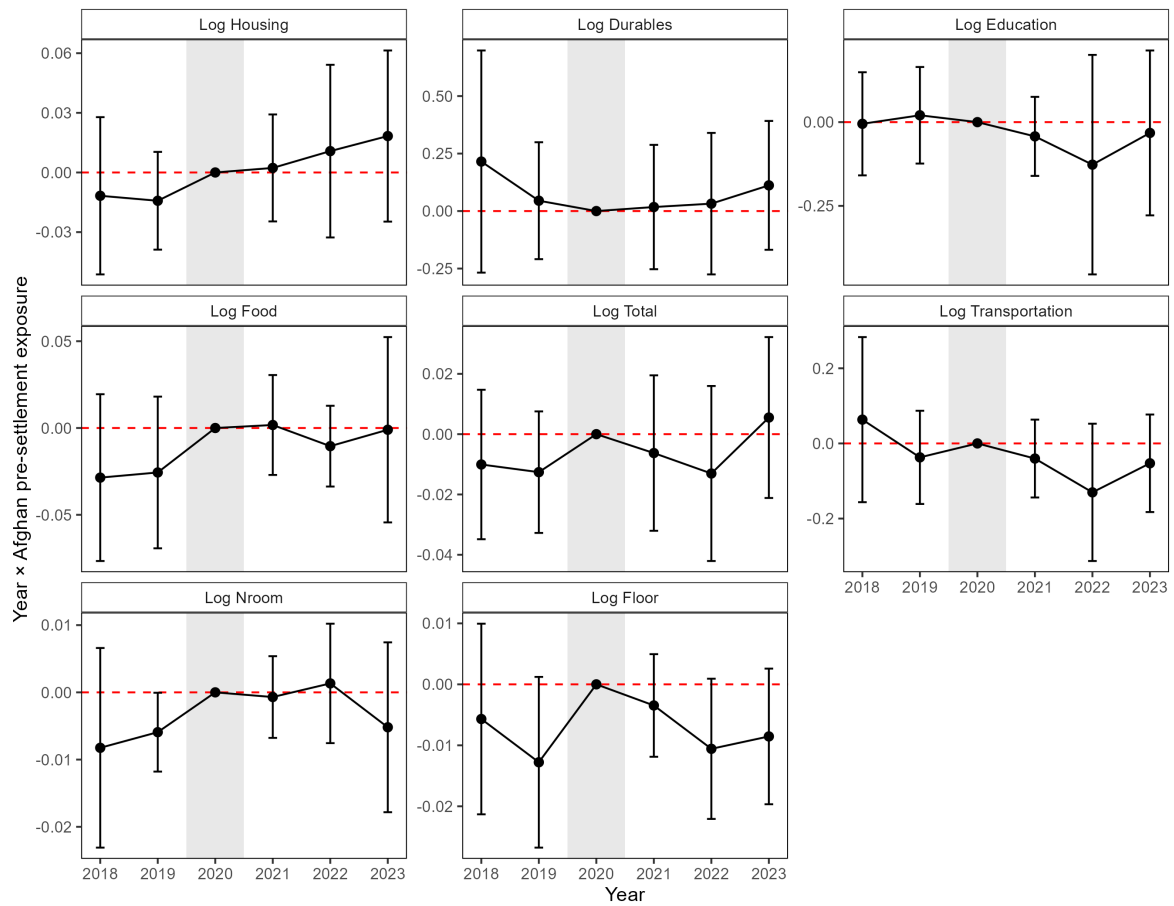 Log Housing
Log Durables
Log Education
0.06
0.03
0.00
-0.03
0.50
0.25
0.00
-0.25
0.00
-0.25
Log Food
Log Total
Log Transportation
0.05
0.00
-0.05
0.02
0.00
-0.02
-0.04
0.2
0.0
-0.2
2018 2019 2020 2021 2022 2023
Log Nroom
Log Floor
0.01
0.00
-0.01
-0.02
0.01
0.00
-0.01
-0.02
2018 2019 2020 2021 2022 2023
2018 2019 2020 2021 2022 2023
Year × Afghan pre-settlement exposure
Year